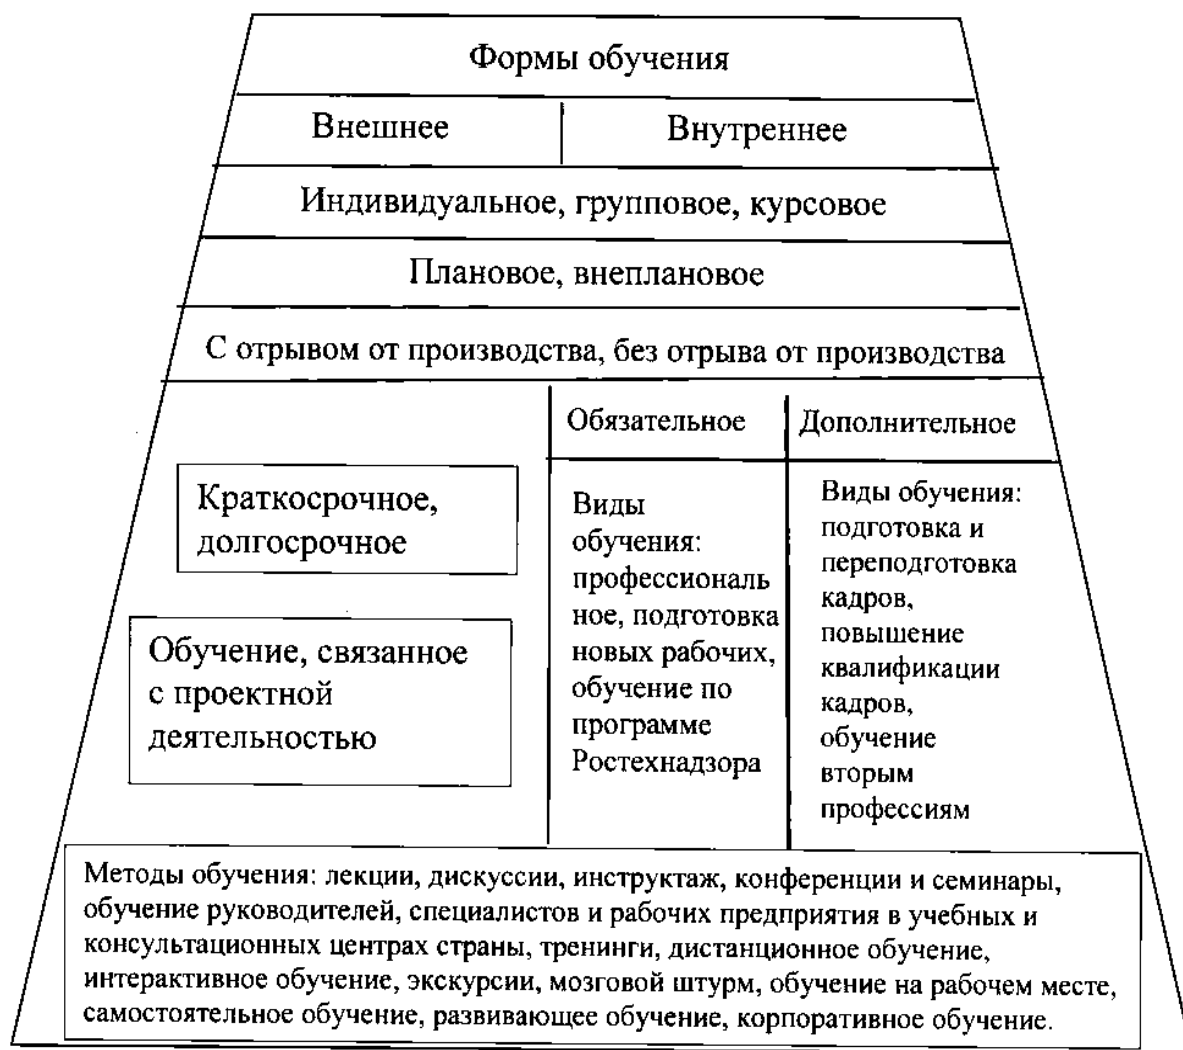 Формы обучения
Внешнее
Внутреннее
Индивидуальное, групповое, курсовое
Плановое, внеплановое
С отрывом от производства, без отрыва от производства
Краткосрочное,
долгосрочное
Обучение, связанное
с проектной
деятельностью
Обязательное
Виды
обучения:
профессиональ
ное, подготовка
новых рабочих,
обучение по
программе
Ростехнадзора
Дополнительное
Виды обучения:
подготовка и
переподготовка
кадров,
повышение
квалификации
кадров,
обучение
вторым
профессиям
Методы обучения: лекции, дискуссии, инструктаж, конференции и семинары,
обучение руководителей, специалистов и рабочих предприятия в учебных и
консультационных центрах страны, тренинги, дистанционное обучение,
интерактивное обучение, экскурсии, мозговой штурм, обучение на рабочем месте,
самостоятельное обучение, развивающее обучение, корпоративное обучение.